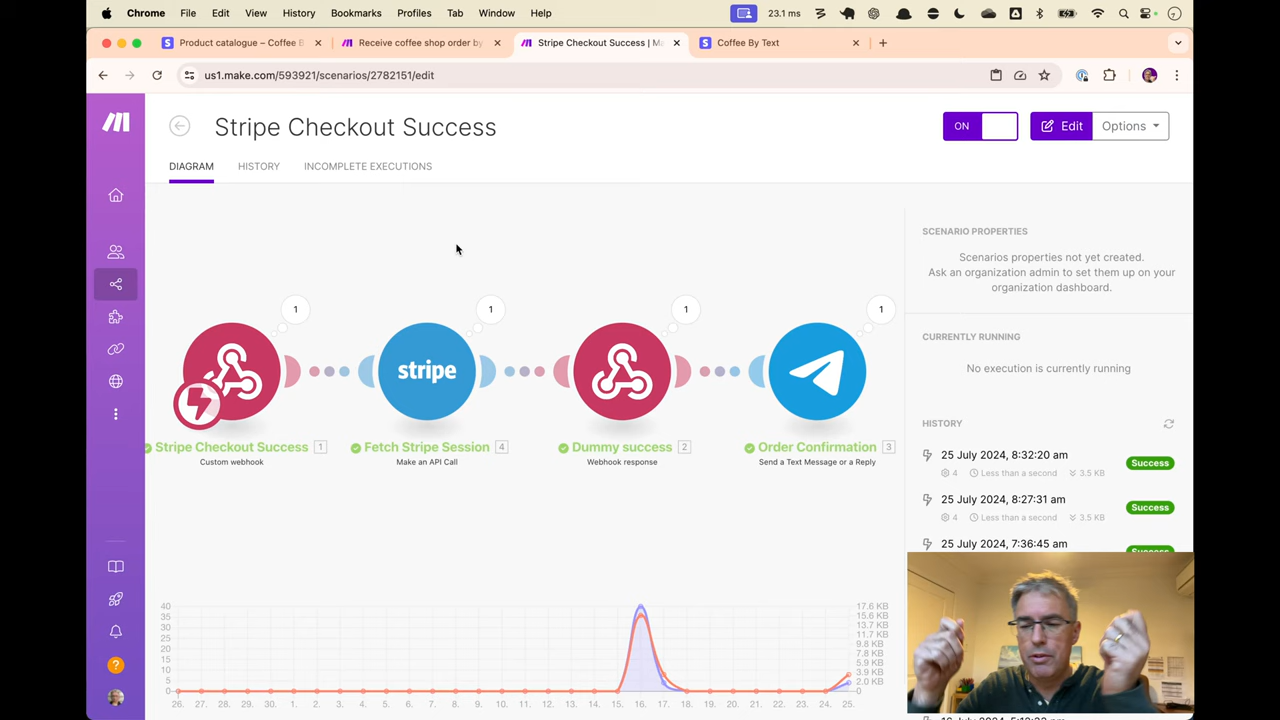 Chrome File Edit View History Bookmarks Profiles Tab Window Help 23.1 ms
Product catalogue – Coffee B
Receive coffee shop order by
Stripe Checkout Success | Ma
Coffee By Text
us1.make.com/593921/scenarios/2782151/edit
Stripe Checkout Success
ON
Edit
Options
DIAGRAM HISTORY INCOMPLETE EXECUTIONS
SCENARIO PROPERTIES
Scenarios properties not yet created.
Ask an organization admin to set them up on your
organization dashboard.
CURRENTLY RUNNING
No execution is currently running
HISTORY
25 July 2024, 8:32:20 am
4 Less than a second 3.5 KB
Success
25 July 2024, 8:27:31 am
4 Less than a second 3.5 KB
Success
25 July 2024, 7:36:45 am
Success
1 1 1 1
stripe
Stripe Checkout Success 1
Custom webhook
Fetch Stripe Session 4
Make an API Call
Dummy success 2
Webhook response
Order Confirmation 3
Send a Text Message or a Reply
40
35
30
25
20
15
10
5
0
17.6 KB
15.6 KB
13.7 KB
11.7 KB
9.8 KB
7.8 KB
5.9 KB
3.9 KB
2.0 KB
0
26. 27. 28. 29. 30. 1. 2. 3. 4. 5. 6. 7. 8. 9. 10. 11. 12. 13. 14. 15. 16. 17. 18. 19. 20. 21. 22. 23. 24. 25.